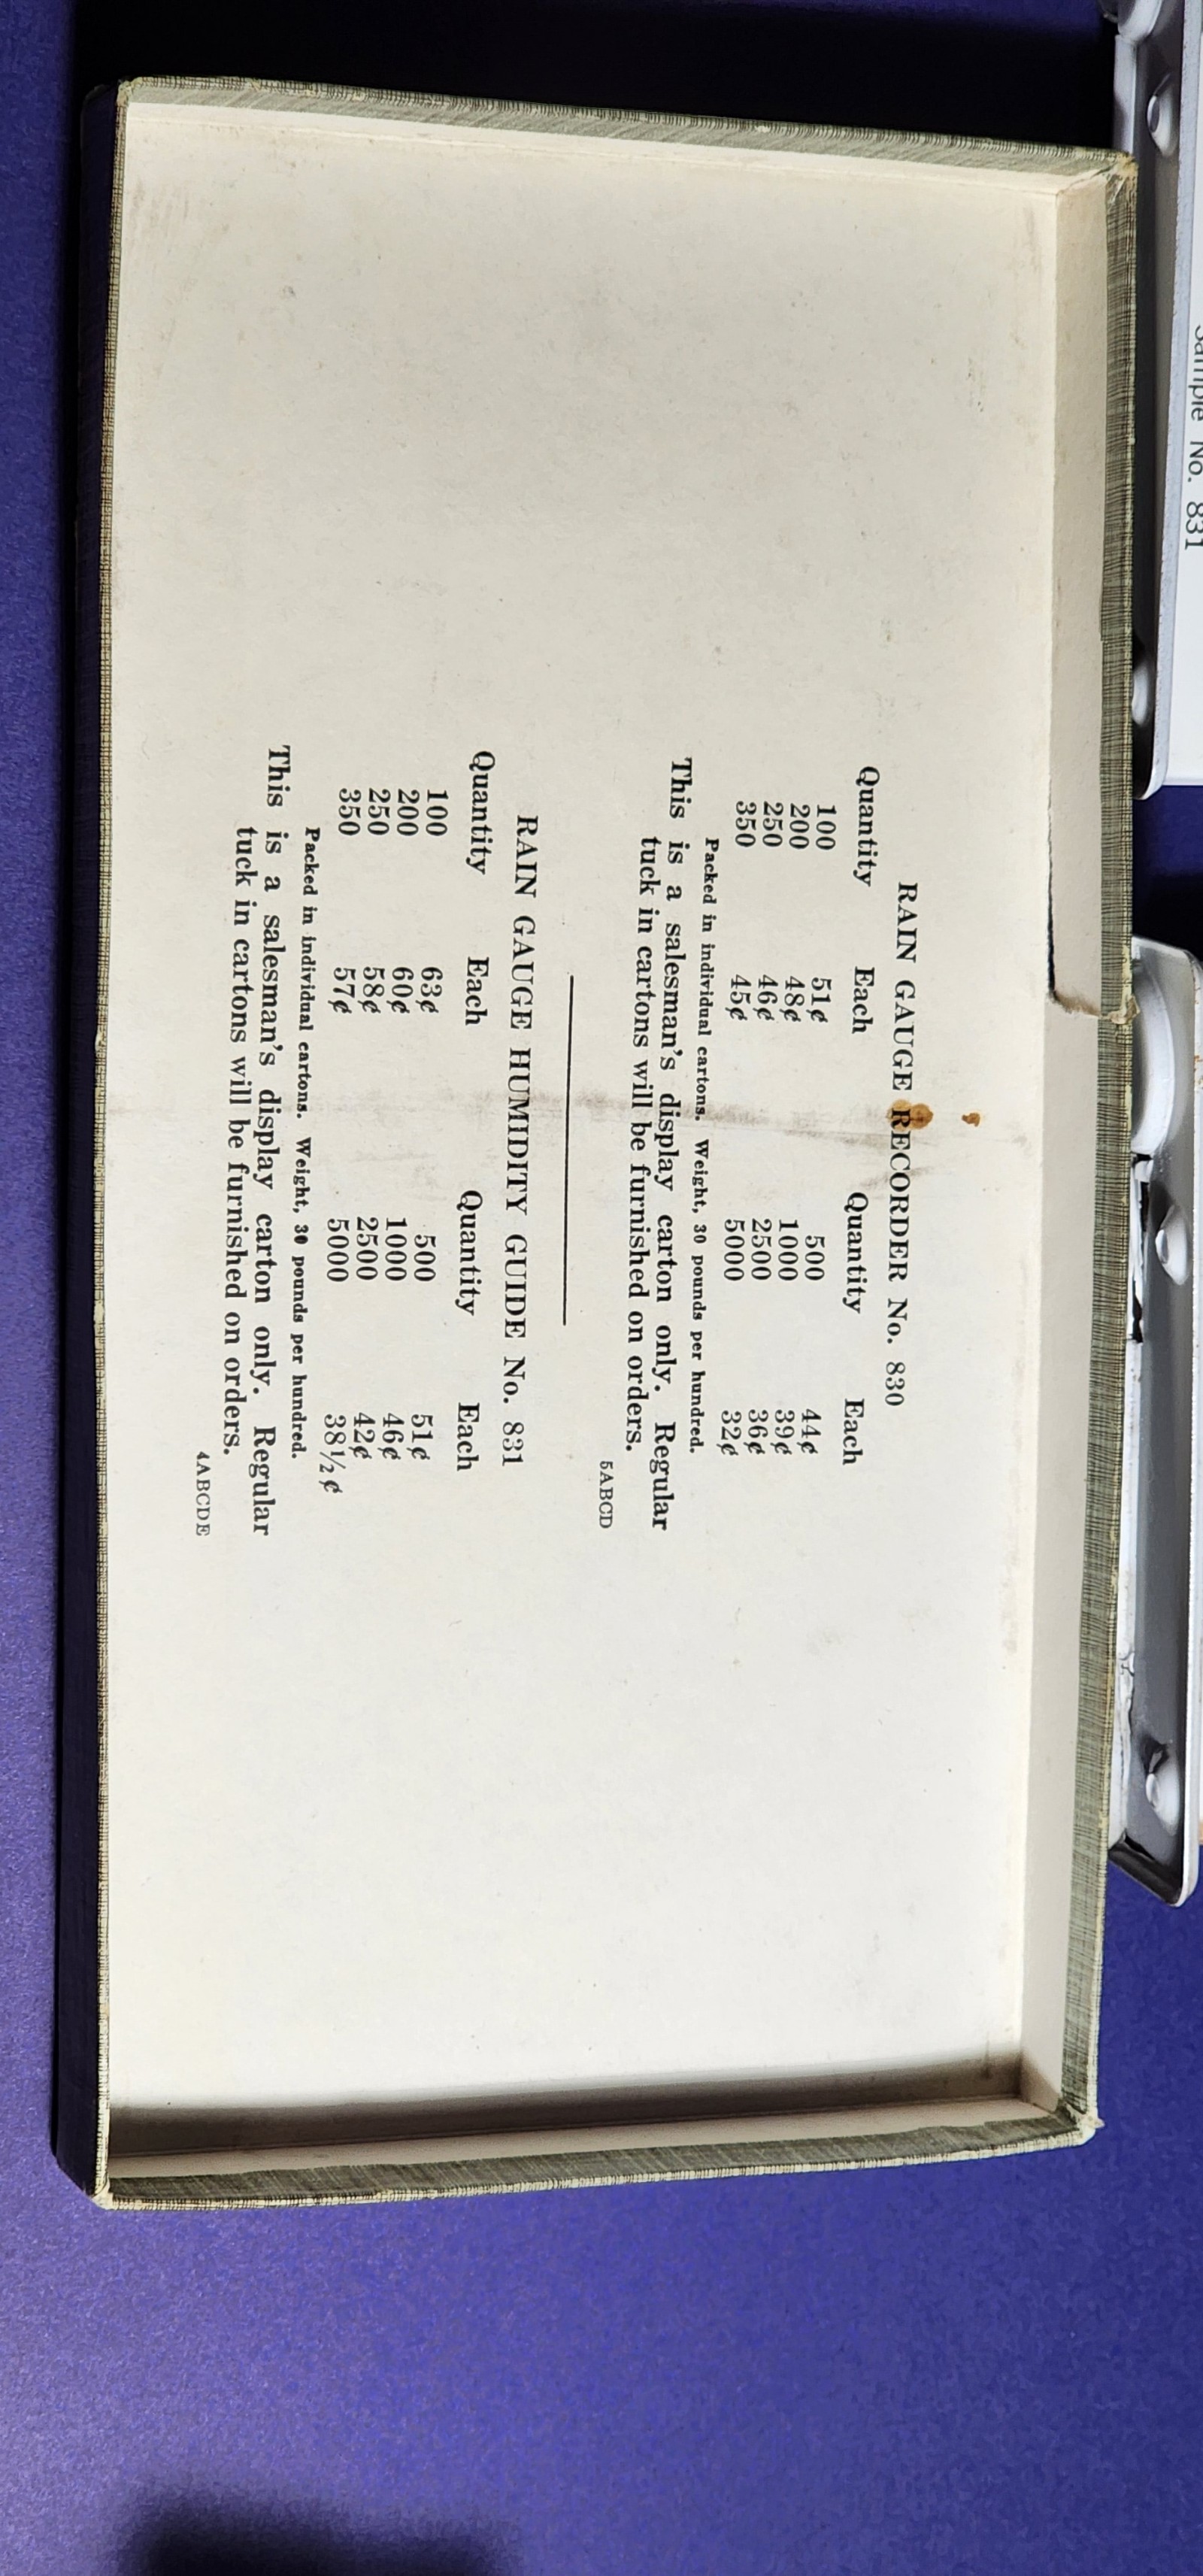 RAIN GAUGE RECORDER No. 830
Quantity Each Quantity Each
100 51¢ 500 44¢
200 48¢ 1000 39¢
250 46¢ 2500 36¢
350 45¢ 5000 32¢
Packed in individual cartons. Weight, 30 pounds per hundred.
This is a salesman's display carton only. Regular
tuck in cartons will be furnished on orders.
5ABCD
RAIN GAUGE HUMIDITY GUIDE No. 831
Quantity Each Quantity Each
100 63¢ 500 51¢
200 60¢ 1000 46¢
250 58¢ 2500 42¢
350 57¢ 5000 38½¢
Packed in individual cartons. Weight, 30 pounds per hundred.
This is a salesman's display carton only. Regular
tuck in cartons will be furnished on orders.
4ABCDE
Sample No. 831